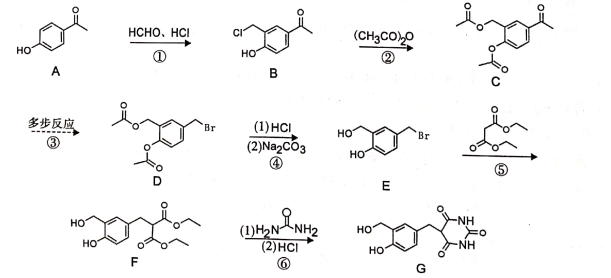 HCHO、HCl
①
HO
O
A
Cl
HO
O
B
(CH₃CO)₂O
②
O
O
O
O
O
C
多步反应
③
O
O
O
O
Br
D
(1)HCl
(2)Na₂CO₃
④
HO
HO
Br
E
O
O
O
O
⑤
HO
HO
O
O
O
O
F
(1)H₂N
O
NH₂
(2)HCl
⑥
HO
HO
O
NH
O
NH
O
G